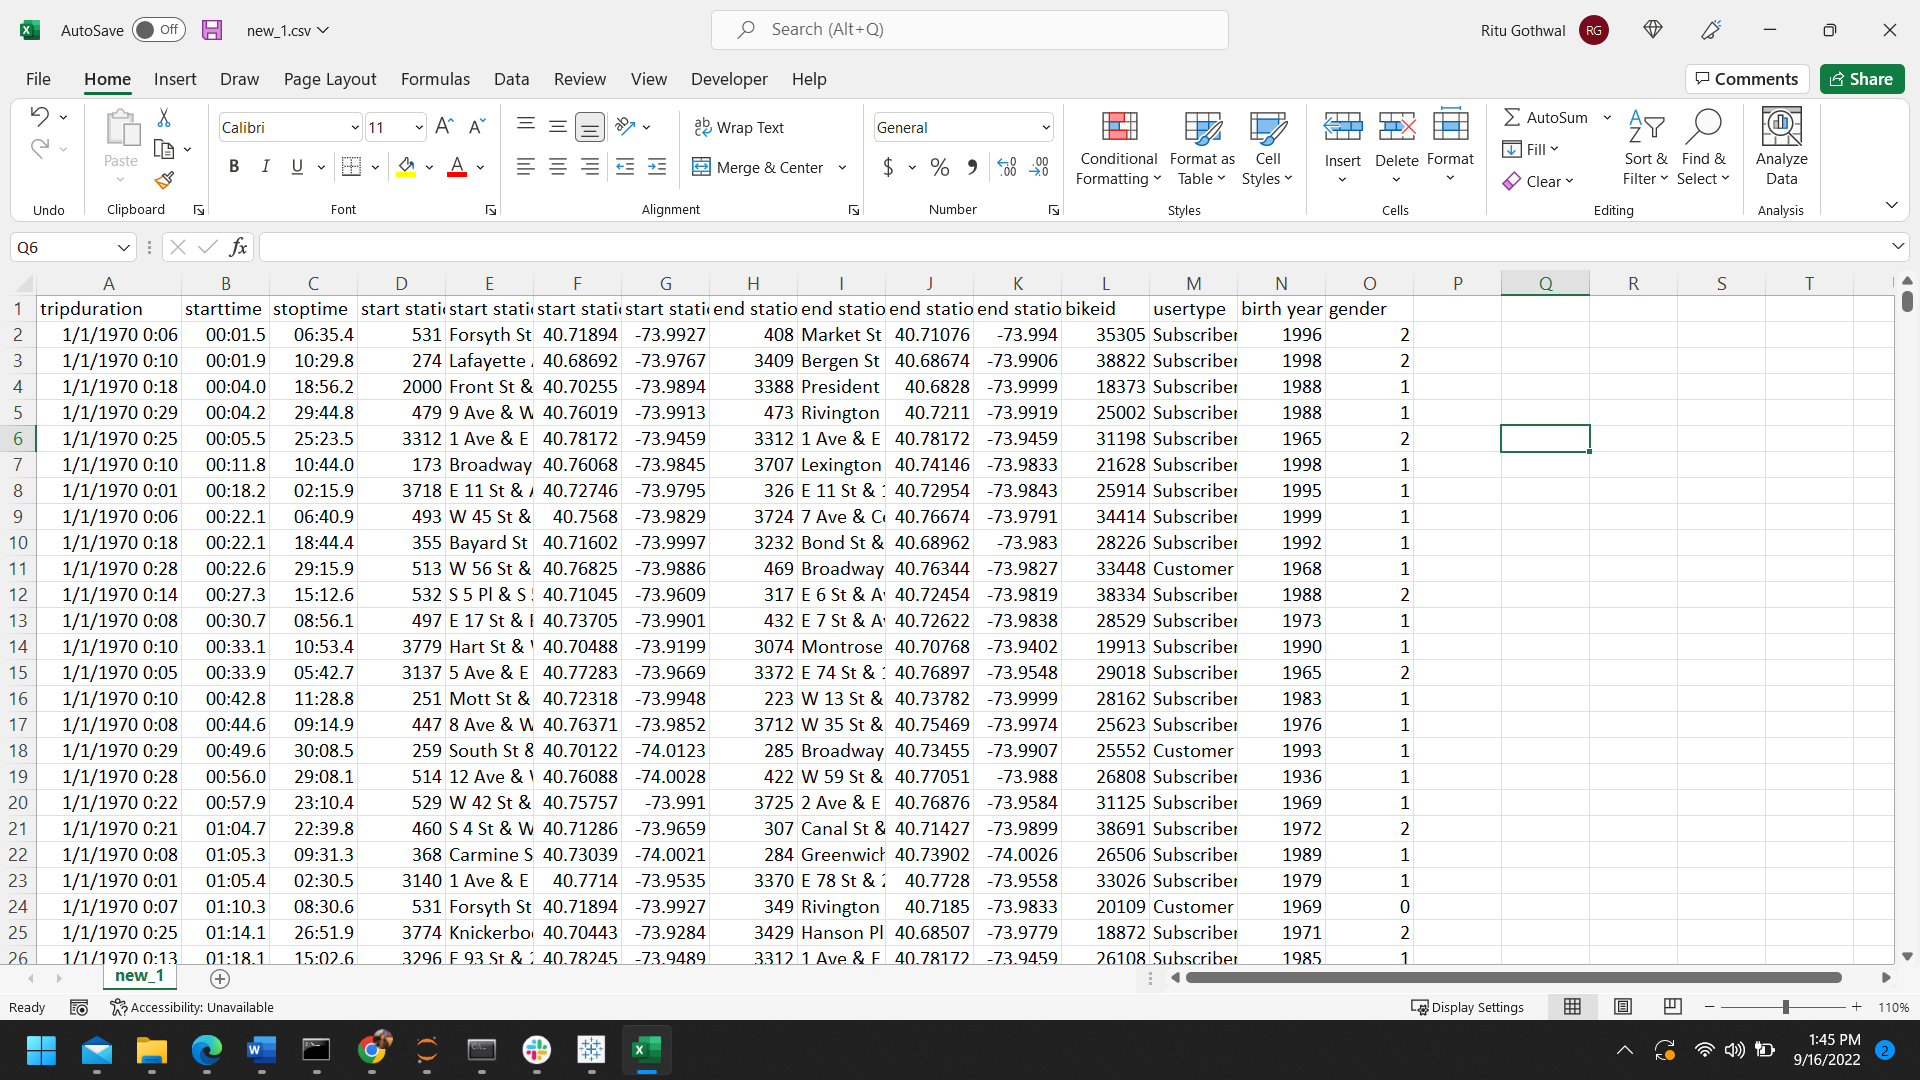 AutoSave Off new_1.csv Search (Alt+Q) Ritu Gothwal RG
File Home Insert Draw Page Layout Formulas Data Review View Developer Help Comments Share
Paste Calibri 11 Wrap Text General Conditional Formatting Format as Table Cell Styles Insert Delete Format AutoSum Sort & Filter Find & Select Analyze Data
B I U A Merge & Center $ % Fill Clear
Undo Clipboard Font Alignment Number Styles Cells Editing Analysis
Q6 fx
A B C D E F G H I J K L M N O P Q R S T
1 tripduration starttime stoptime start stati start stati start stati start stati end statio end statio end statio end statio bikeid usertype birth year gender
2 1/1/1970 0:06 00:01.5 06:35.4 531 Forsyth St 40.71894 -73.9927 408 Market St 40.71076 -73.994 35305 Subscriber 1996 2
3 1/1/1970 0:10 00:01.9 10:29.8 274 Lafayette 40.68692 -73.9767 3409 Bergen St 40.68674 -73.9906 38822 Subscriber 1998 2
4 1/1/1970 0:18 00:04.0 18:56.2 2000 Front St & 40.70255 -73.9894 3388 President 40.6828 -73.9999 18373 Subscriber 1988 1
5 1/1/1970 0:29 00:04.2 29:44.8 479 9 Ave & W 40.76019 -73.9913 473 Rivington 40.7211 -73.9919 25002 Subscriber 1988 1
6 1/1/1970 0:25 00:05.5 25:23.5 3312 1 Ave & E 40.78172 -73.9459 3312 1 Ave & E 40.78172 -73.9459 31198 Subscriber 1965 2
7 1/1/1970 0:10 00:11.8 10:44.0 173 Broadway 40.76068 -73.9845 3707 Lexington 40.74146 -73.9833 21628 Subscriber 1998 1
8 1/1/1970 0:01 00:18.2 02:15.9 3718 E 11 St & 40.72746 -73.9795 326 E 11 St & 40.72954 -73.9843 25914 Subscriber 1995 1
9 1/1/1970 0:06 00:22.1 06:40.9 493 W 45 St & 40.7568 -73.9829 3724 7 Ave & Ce 40.76674 -73.9791 34414 Subscriber 1999 1
10 1/1/1970 0:18 00:22.1 18:44.4 355 Bayard St 40.71602 -73.9997 3232 Bond St & 40.68962 -73.983 28226 Subscriber 1992 1
11 1/1/1970 0:28 00:22.6 29:15.9 513 W 56 St & 40.76825 -73.9886 469 Broadway 40.76344 -73.9827 33448 Customer 1968 1
12 1/1/1970 0:14 00:27.3 15:12.6 532 S 5 Pl & S 40.71045 -73.9609 317 E 6 St & Av 40.72454 -73.9819 38334 Subscriber 1988 2
13 1/1/1970 0:08 00:30.7 08:56.1 497 E 17 St & 40.73705 -73.9901 432 E 7 St & Av 40.72622 -73.9838 28529 Subscriber 1973 1
14 1/1/1970 0:10 00:33.1 10:53.4 3779 Hart St & 40.70488 -73.9199 3074 Montrose 40.70768 -73.9402 19913 Subscriber 1990 1
15 1/1/1970 0:05 00:33.9 05:42.7 3137 5 Ave & E 40.77283 -73.9669 3372 E 74 St & 40.76897 -73.9548 29018 Subscriber 1965 2
16 1/1/1970 0:10 00:42.8 11:28.8 251 Mott St & 40.72318 -73.9948 223 W 13 St & 40.73782 -73.9999 28162 Subscriber 1983 1
17 1/1/1970 0:08 00:44.6 09:14.9 447 8 Ave & W 40.76371 -73.9852 3712 W 35 St & 40.75469 -73.9974 25623 Subscriber 1976 1
18 1/1/1970 0:29 00:49.6 30:08.5 259 South St & 40.70122 -74.0123 285 Broadway 40.73455 -73.9907 25552 Customer 1993 1
19 1/1/1970 0:28 00:56.0 29:08.1 514 12 Ave & 40.76088 -74.0028 422 W 59 St & 40.77051 -73.988 26808 Subscriber 1936 1
20 1/1/1970 0:22 00:57.9 23:10.4 529 W 42 St & 40.75757 -73.991 3725 2 Ave & E 40.76876 -73.9584 31125 Subscriber 1969 1
21 1/1/1970 0:21 01:04.7 22:39.8 460 S 4 St & W 40.71286 -73.9659 307 Canal St & 40.71427 -73.9899 38691 Subscriber 1972 2
22 1/1/1970 0:08 01:05.3 09:31.3 368 Carmine S 40.73039 -74.0021 284 Greenwich 40.73902 -74.0026 26506 Subscriber 1989 1
23 1/1/1970 0:01 01:05.4 02:30.5 3140 1 Ave & E 40.7714 -73.9535 3370 E 78 St & 40.7728 -73.9558 33026 Subscriber 1979 1
24 1/1/1970 0:07 01:10.3 08:30.6 531 Forsyth St 40.71894 -73.9927 349 Rivington 40.7185 -73.9833 20109 Customer 1969 0
25 1/1/1970 0:25 01:14.1 26:51.9 3774 Knickerbo 40.70443 -73.9284 3429 Hanson Pl 40.68507 -73.9779 18872 Subscriber 1971 2
26 1/1/1970 0:13 01:18.1 15:02.6 3296 E 93 St & 40.78245 -73.9489 3312 1 Ave & E 40.78172 -73.9459 26108 Subscriber 1985 1
new_1
Ready Accessibility: Unavailable Display Settings 110%
1:45 PM
9/16/2022 2